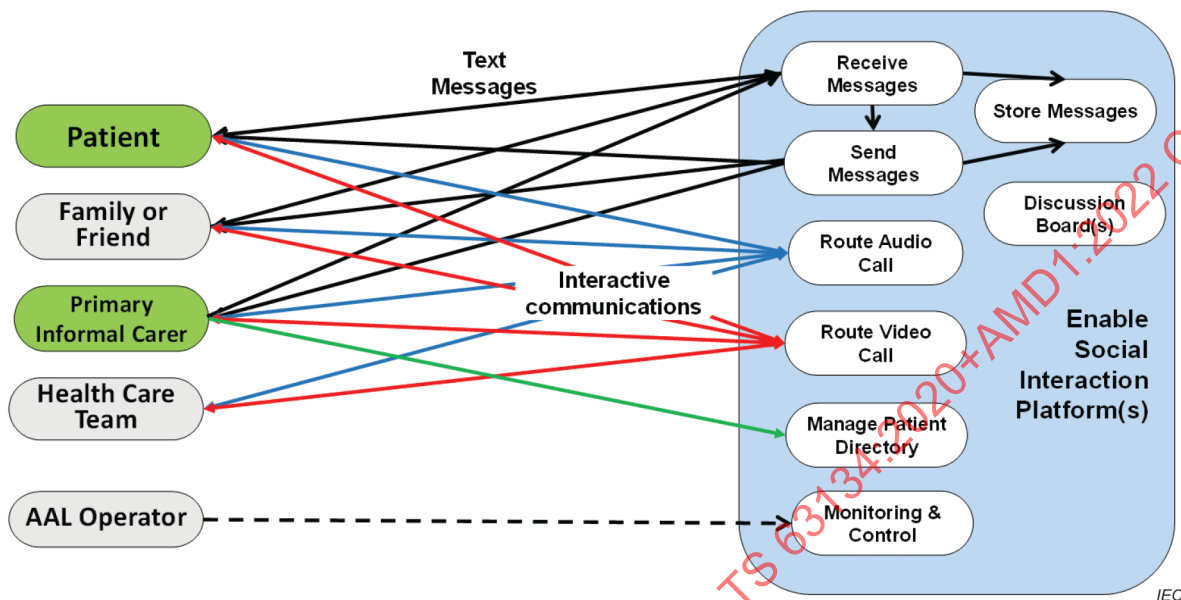 Text
Messages
Patient
Family or
Friend
Primary
Informal Carer
Health Care
Team
AAL Operator
Interactive
communications
Receive
Messages
Store Messages
Send
Messages
Discussion
Board(s)
Route Audio
Call
Route Video
Call
Manage Patient
Directory
Monitoring &
Control
Enable
Social
Interaction
Platform(s)
TS 63134:2020+AMD1:2022 C
IEC